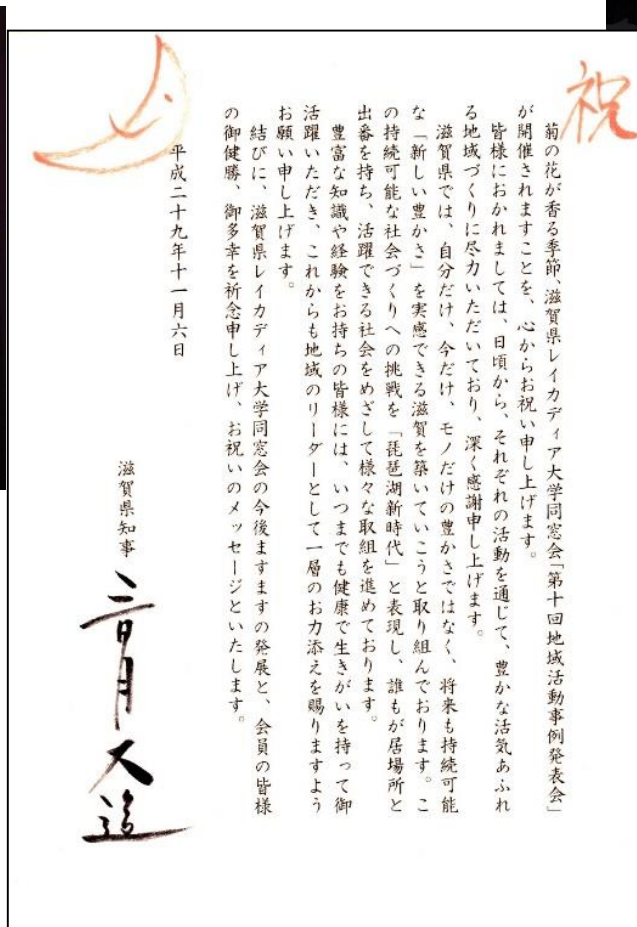 祝
菊の花が香る季節、滋賀県レイカディア大学同窓会「第十回地域活動事例発表会」
が開催されますことを、心からお祝い申し上げます。
皆様におかれましては、日頃から、それぞれの活動を通じて、豊かな活気あふれ
る地域づくりに尽力いただいており、深く感謝申し上げます。
滋賀県では、自分だけ、今だけ、モノだけの豊かさではなく、将来も持続可能
な「新しい豊かさ」を実感できる滋賀を築いていこうと取り組んでおります。こ
の持続可能な社会づくりへの挑戦を「琵琶湖新時代」と表現し、誰もが居場所と
出番を持ち、活躍できる社会をめざして様々な取組を進めております。
豊富な知識や経験をお持ちの皆様には、いつまでも健康で生きがいを持って御
活躍いただき、これからも地域のリーダーとして一層のお力添えを賜りますよう
お願い申し上げます。
結びに、滋賀県レイカディア大学同窓会の今後ますますの発展と、会員の皆様
の御健勝、御多幸を祈念申し上げ、お祝いのメッセージといたします。
平成二十九年十一月六日
滋賀県知事 三日月大造